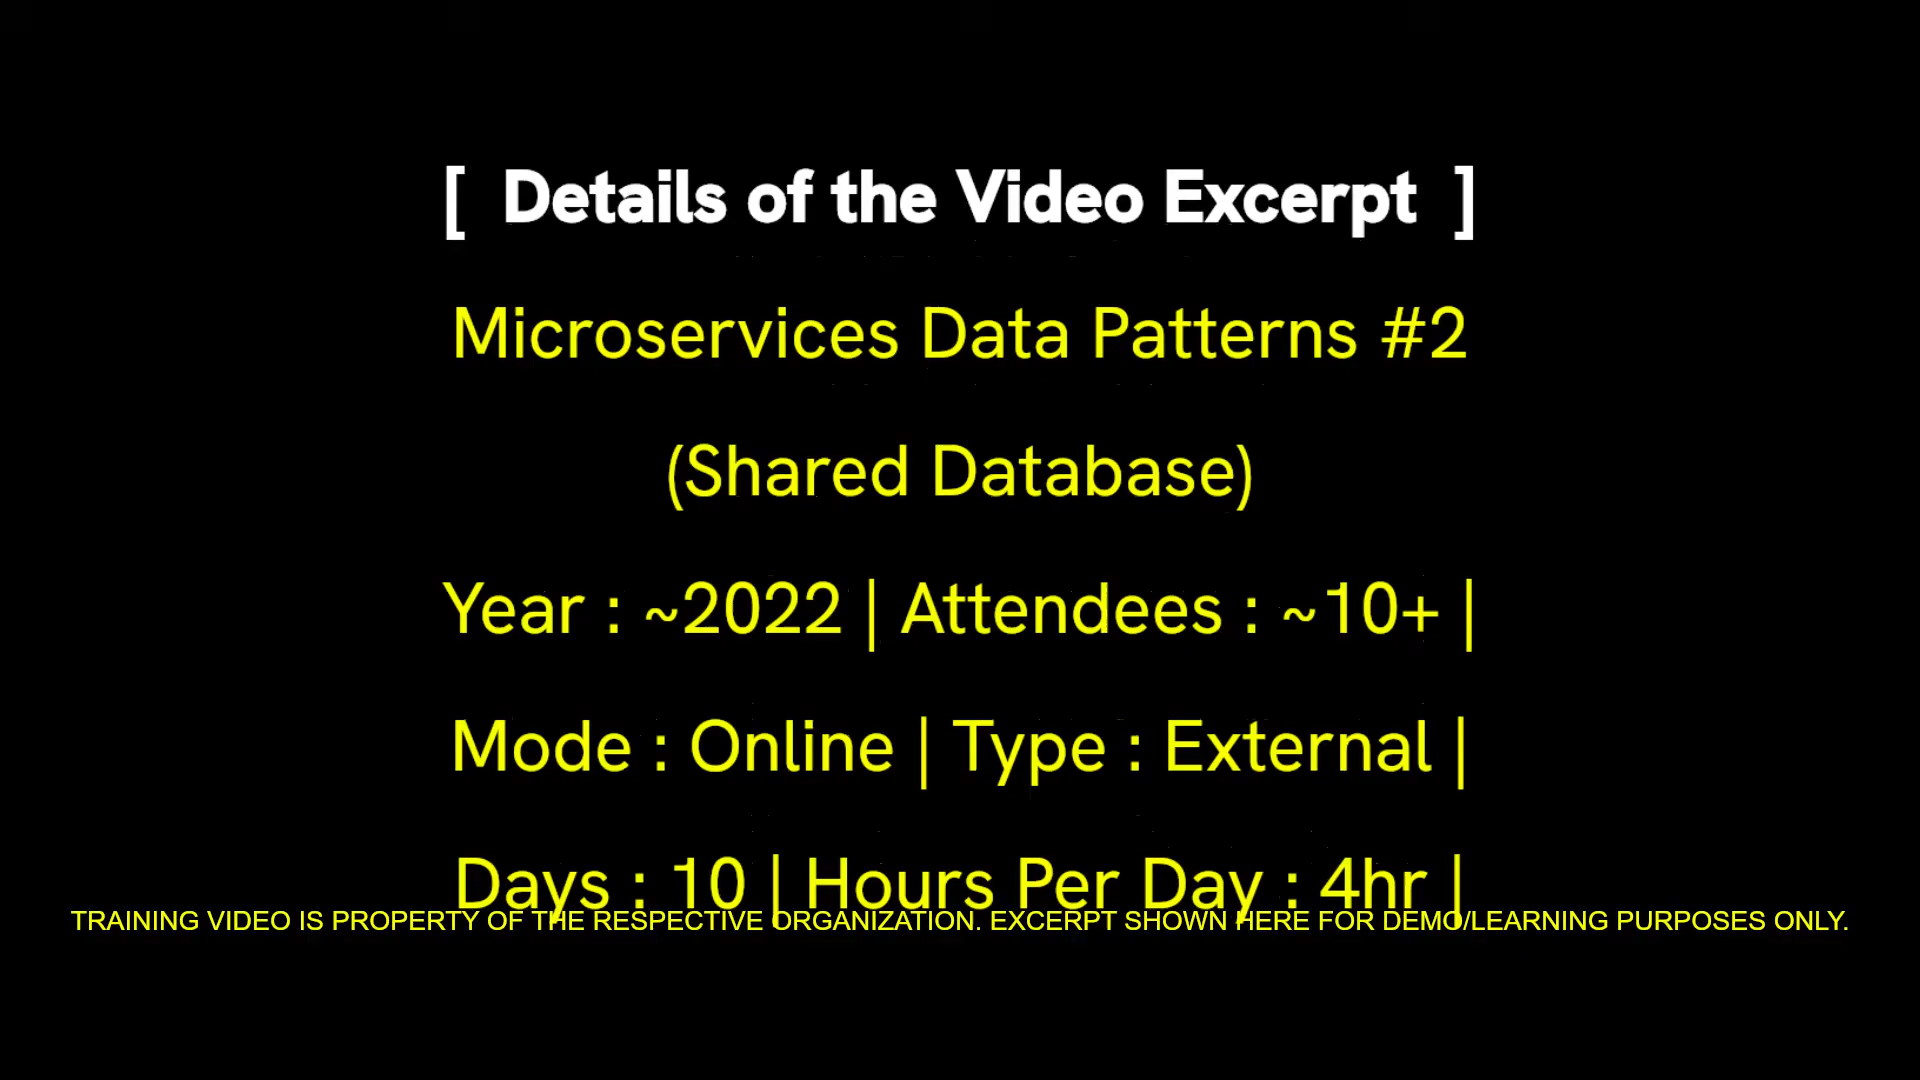 [ Details of the Video Excerpt ]
Microservices Data Patterns #2
(Shared Database)
Year : ~2022 | Attendees : ~10+ |
Mode : Online | Type : External |
Days : 10 | Hours Per Day : 4hr |
TRAINING VIDEO IS PROPERTY OF THE RESPECTIVE ORGANIZATION. EXCERPT SHOWN HERE FOR DEMO/LEARNING PURPOSES ONLY.